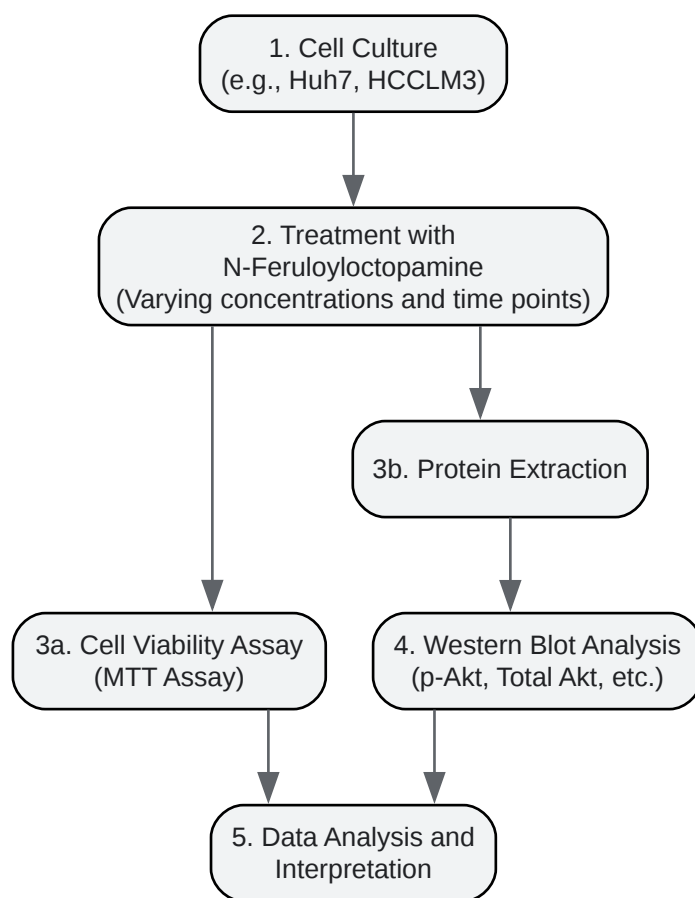 1. Cell Culture
(e.g., Huh7, HCCLM3)
2. Treatment with
N-Feruloyloctopamine
(Varying concentrations and time points)
3b. Protein Extraction
3a. Cell Viability Assay
(MTT Assay)
4. Western Blot Analysis
(p-Akt, Total Akt, etc.)
5. Data Analysis and
Interpretation